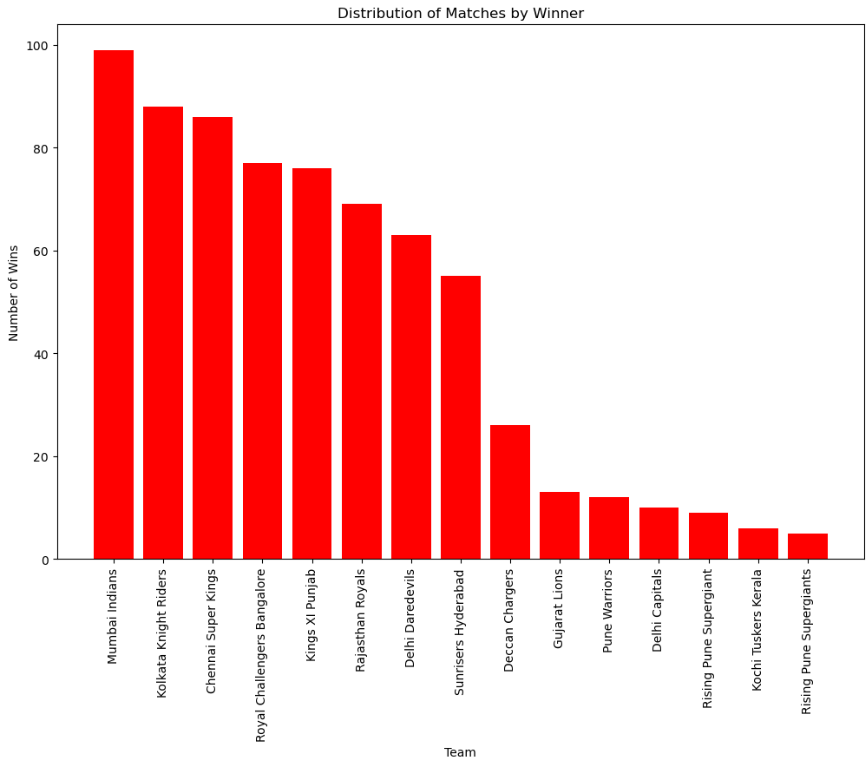 Distribution of Matches by Winner
Number of Wins
100
80
60
40
20
0
Mumbai Indians
Kolkata Knight Riders
Chennai Super Kings
Royal Challengers Bangalore
Kings XI Punjab
Rajasthan Royals
Delhi Daredevils
Sunrisers Hyderabad
Deccan Chargers
Gujarat Lions
Pune Warriors
Delhi Capitals
Rising Pune Supergiant
Kochi Tuskers Kerala
Rising Pune Supergiants
Team